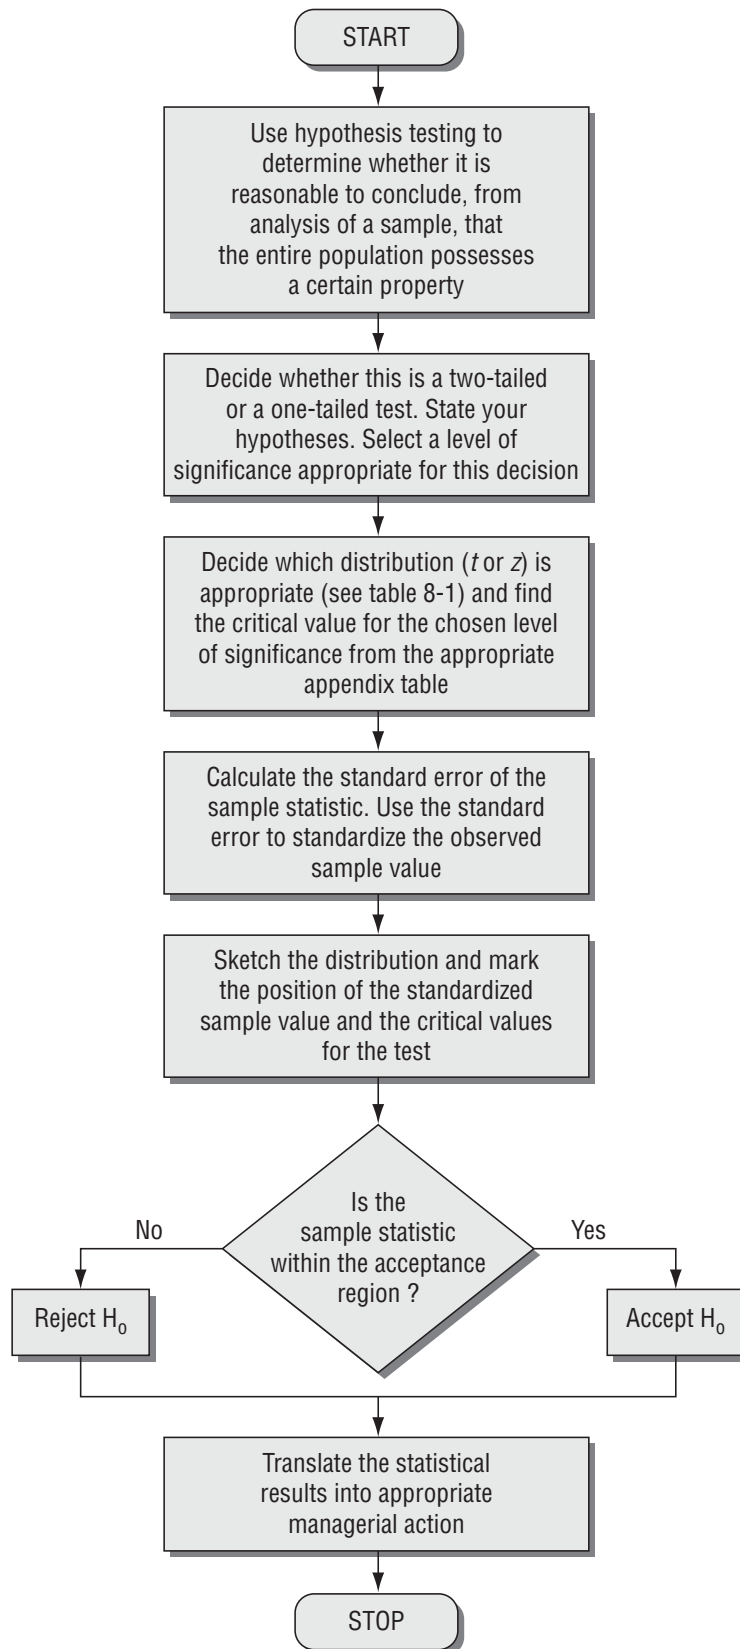 START
Use hypothesis testing to
determine whether it is
reasonable to conclude, from
analysis of a sample, that
the entire population possesses
a certain property
Decide whether this is a two-tailed
or a one-tailed test. State your
hypotheses. Select a level of
significance appropriate for this decision
Decide which distribution (t or z) is
appropriate (see table 8-1) and find
the critical value for the chosen level
of significance from the appropriate
appendix table
Calculate the standard error of the
sample statistic. Use the standard
error to standardize the observed
sample value
Sketch the distribution and mark
the position of the standardized
sample value and the critical values
for the test
Is the
sample statistic
within the acceptance
region ?
No
Yes
Reject H₀
Accept H₀
Translate the statistical
results into appropriate
managerial action
STOP